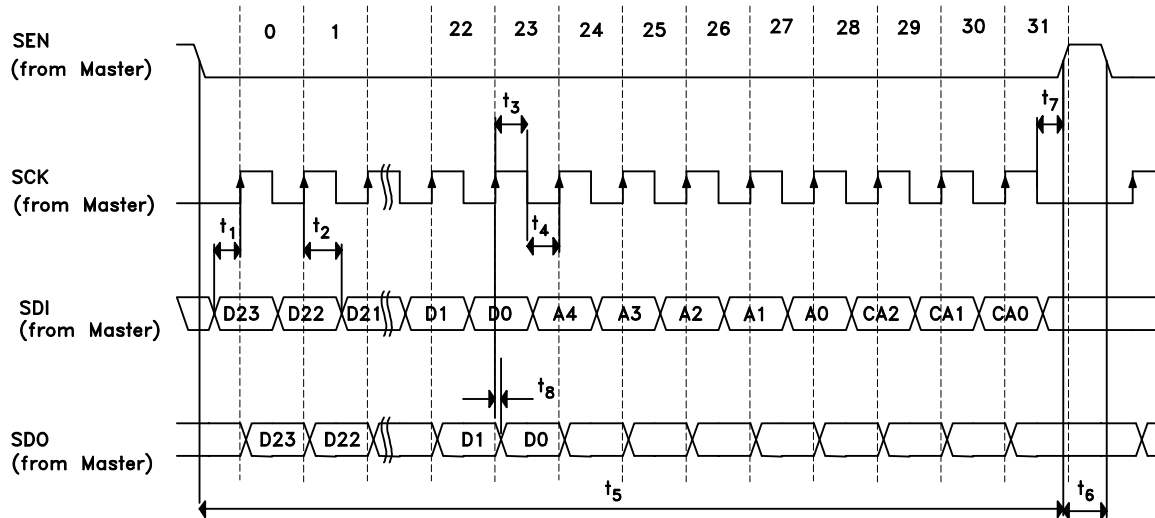 0 1 22 23 24 25 26 27 28 29 30 31
SEN
(from Master)
t3 t7
SCK
(from Master)
t1 t2 t4
SDI
(from Master)
D23 D22 D21 D1 D0 A4 A3 A2 A1 A0 CA2 CA1 CA0
t8
SDO
(from Master)
D23 D22 D1 D0
t5 t6